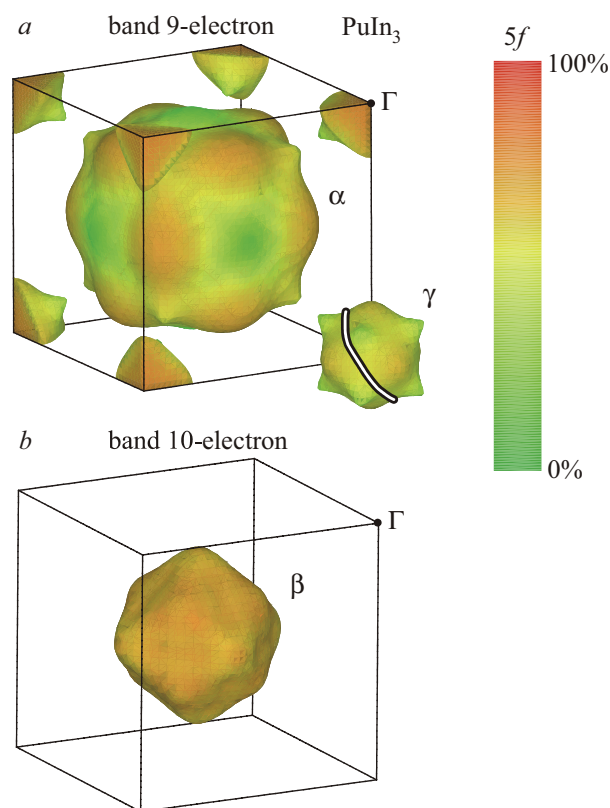 a band 9-electron PuIn₃ 5f
100%
Γ
α
γ
0%
b band 10-electron
Γ
β